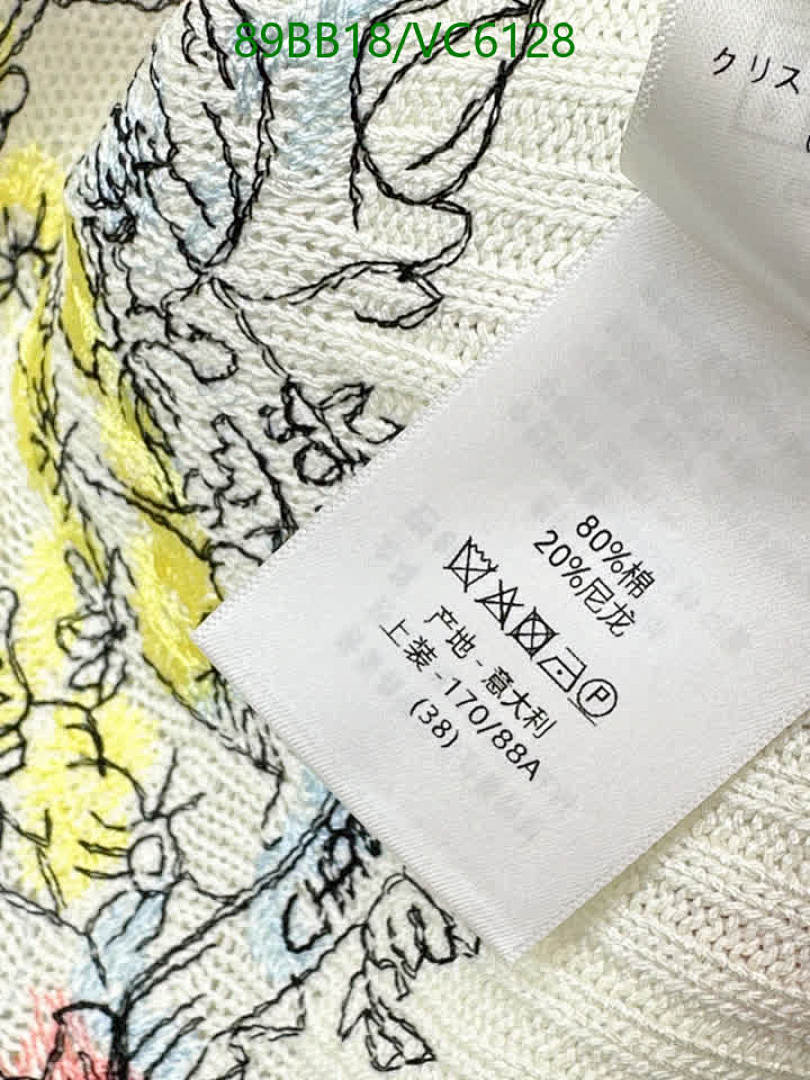 89BB18/VC6128
クリス
80%棉
20%尼龙
P
产地 - 意大利
上装 -170/88A
(38)